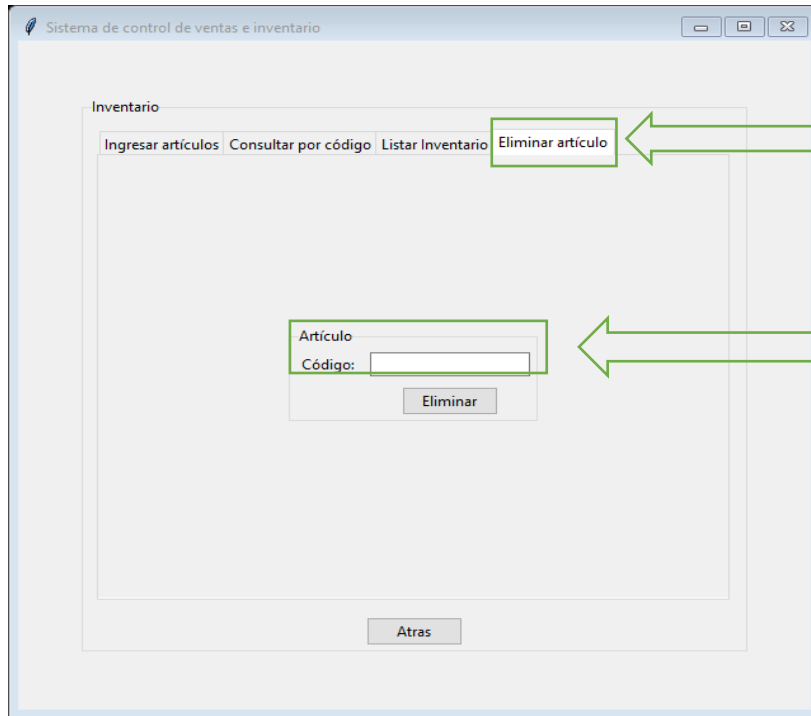 Sistema de control de ventas e inventario
Inventario
Ingresar artículos Consultar por código Listar Inventario Eliminar artículo
Artículo
Código:
Eliminar
Atras